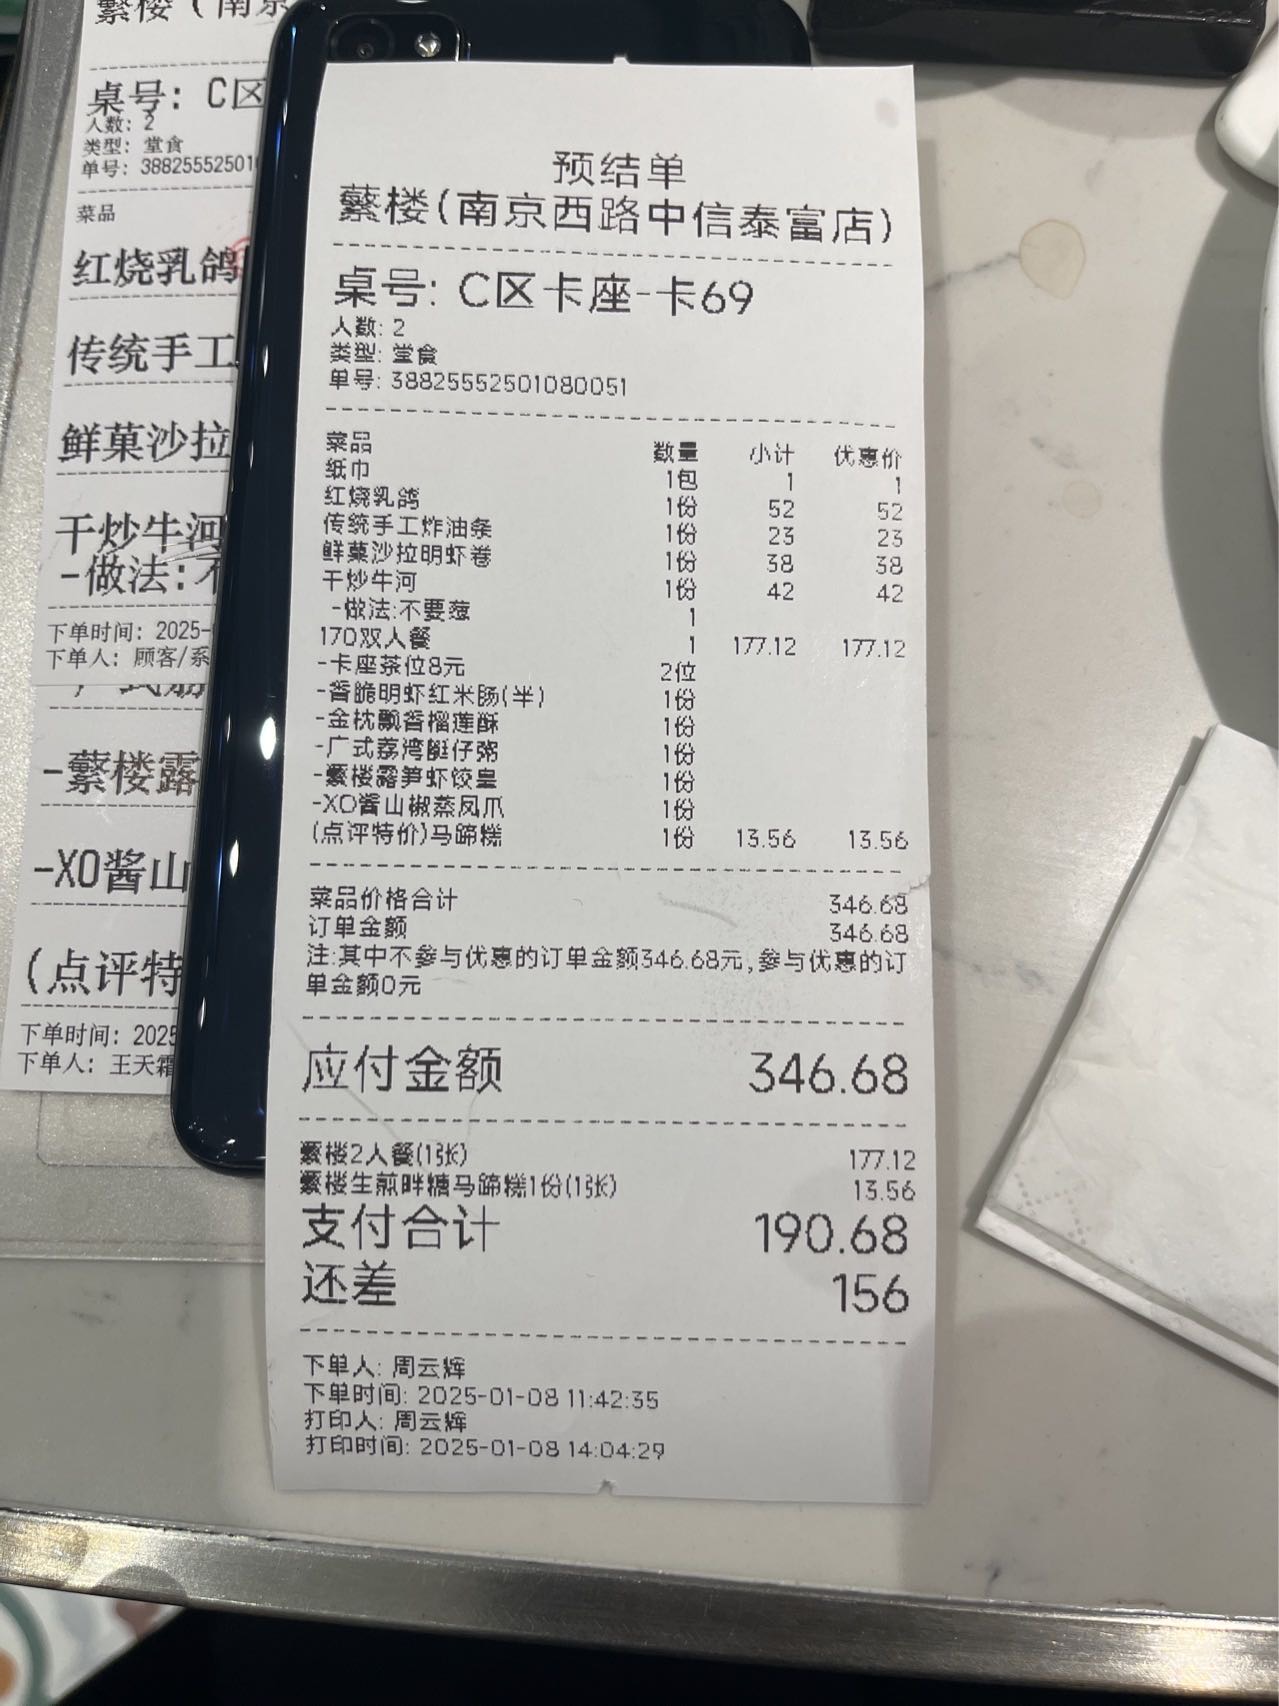 蘩楼(南京
桌号: C区
人数: 2
类型: 堂食
单号: 38825552501
菜品
红烧乳鸽
传统手工
鲜菓沙拉
干炒牛河
-做法:不
下单时间: 2025-
下单人: 顾客/系
-蘩楼露
-XO酱山
(点评特
下单时间: 2025
下单人: 王天霜
预结单
蘩楼(南京西路中信泰富店)
桌号: C区卡座-卡69
人数: 2
类型: 堂食
单号: 38825552501080051
菜品 数量 小计 优惠价
纸巾 1包 1 1
红烧乳鸽 1份 52 52
传统手工炸油条 1份 23 23
鲜菓沙拉明虾卷 1份 38 38
干炒牛河 1份 42 42
-做法:不要葱 1
170双人餐 1 177.12 177.12
-卡座茶位8元 2位
-香脆明虾红米肠(半) 1份
-金枕飘香榴莲酥 1份
-广式荔湾艇仔粥 1份
-蘩楼露笋虾饺皇 1份
-XO酱山椒蒸凤爪 1份
(点评特价)马蹄糕 1份 13.56 13.56
菜品价格合计 346.68
订单金额 346.68
注:其中不参与优惠的订单金额346.68元,参与优惠的订
单金额0元
应付金额 346.68
蘩楼2人餐(1张) 177.12
蘩楼生煎胖糖马蹄糕1份(1张) 13.56
支付合计 190.68
还差 156
下单人: 周云辉
下单时间: 2025-01-08 11:42:35
打印人: 周云辉
打印时间: 2025-01-08 14:04:29